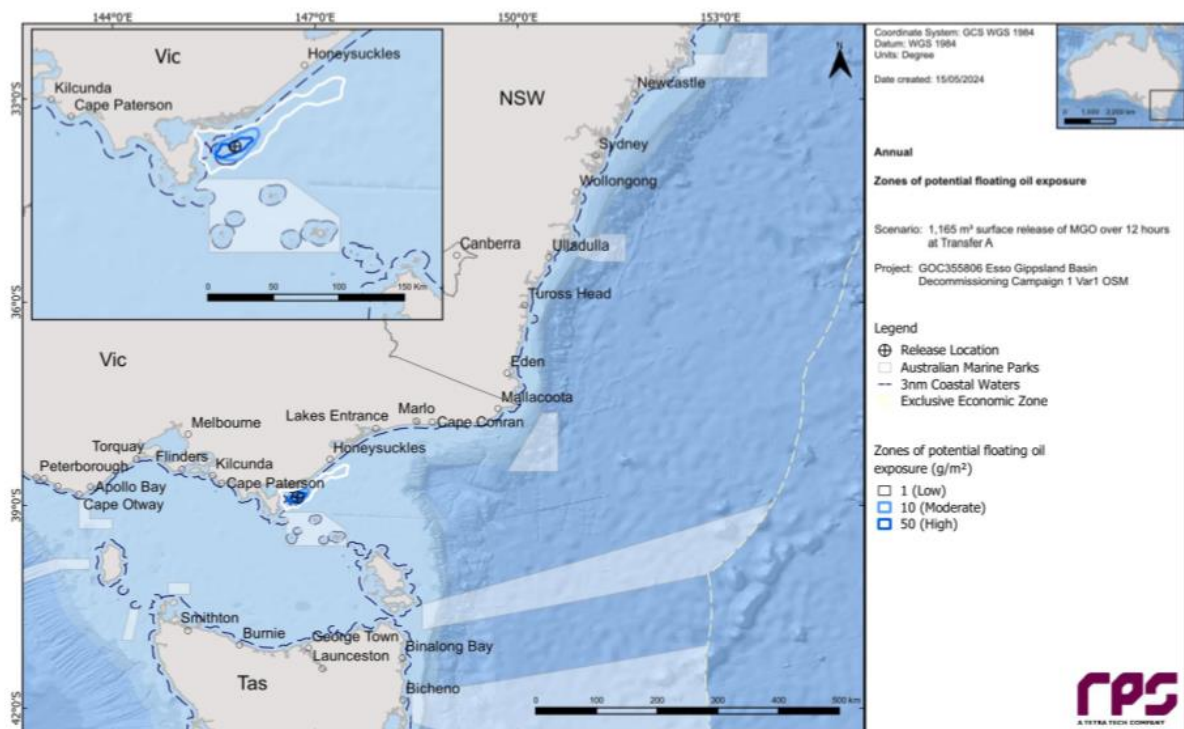 144°0'E
147°0'E
150°0'E
153°0'E
33°0'S
36°0'S
39°0'S
42°0'S
Vic
Honeysuckles
Kilcunda
Cape Paterson
0 50 100 150 Km
NSW
Newcastle
Sydney
Wollongong
Canberra
Ulladulla
Tuross Head
Eden
Mallacoota
Vic
Melbourne
Lakes Entrance
Marlo
Cape Conran
Torquay
Flinders
Kilcunda
Honeysuckles
Peterborough
Apollo Bay
Cape Paterson
Cape Otway
Smithton
Burnie
George Town
Launceston
Binalong Bay
Bicheno
Tas
0 100 200 300 400 500 km
N
Coordinate System: GCS WGS 1984
Datum: WGS 1984
Units: Degree
Date created: 15/05/2024
Annual
Zones of potential floating oil exposure
Scenario: 1,165 m³ surface release of MGO over 12 hours
at Transfer A
Project: GOC355806 Esso Gippsland Basin
Decommissioning Campaign 1 Var1 OSM
Legend
Release Location
Australian Marine Parks
3nm Coastal Waters
Exclusive Economic Zone
Zones of potential floating oil
exposure (g/m²)
1 (Low)
10 (Moderate)
50 (High)
rps
A TETRA TECH COMPANY